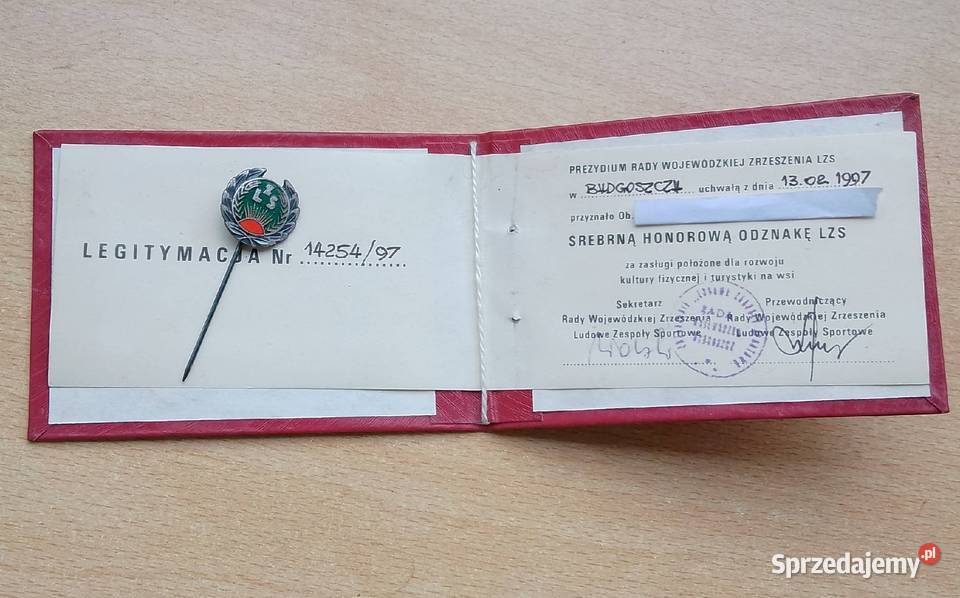 LZS
LEGITYMACJA Nr 14254/97
PREZYDIUM RADY WOJEWÓDZKIEJ ZRZESZENIA LZS
w BYDGOSZCZY uchwałą z dnia 13.02.1997
przyznało Ob.
SREBRNĄ HONOROWĄ ODZNAKĘ LZS
za zasługi położone dla rozwoju
kultury fizycznej i turystyki na wsi
Sekretarz Przewodniczący
Rady Wojewódzkiej Zrzeszenia Rady Wojewódzkiej Zrzeszenia
Ludowe Zespoły Sportowe Ludowe Zespoły Sportowe
RADA
Sprzedajemy.pl